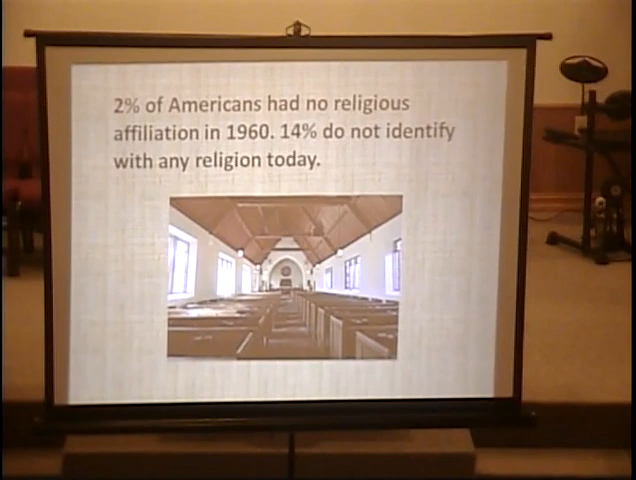 2% of Americans had no religious
affiliation in 1960. 14% do not identify
with any religion today.